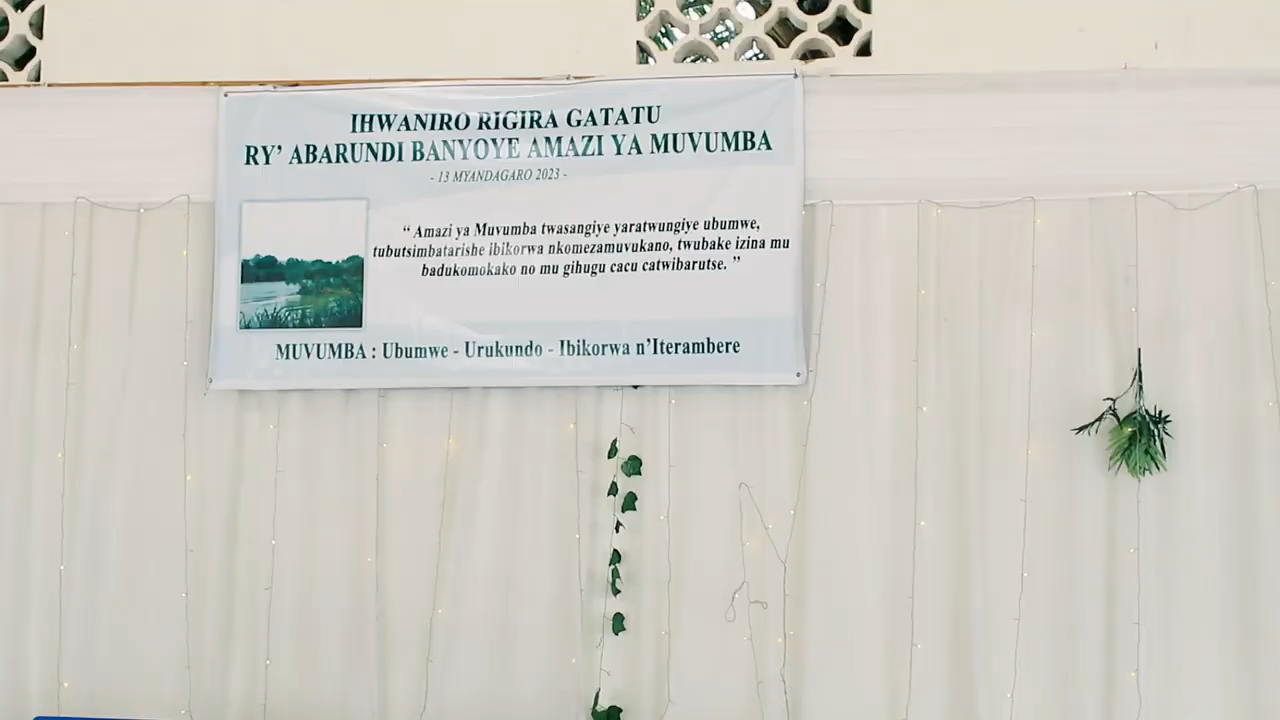 IHWANIRO RIGIRA GATATU
RY' ABARUNDI BANYOYE AMAZI YA MUVUMBA
- 13 MYANDAGARO 2023 -
“ Amazi ya Muvumba twasangiye yaratwungiye ubumwe,
tubutsimbatarishe ibikorwa nkomezamuvukano, twubake izina mu
badukomokako no mu gihugu cacu catwibarutse. ”
MUVUMBA : Ubumwe - Urukundo - Ibikorwa n'Iterambere